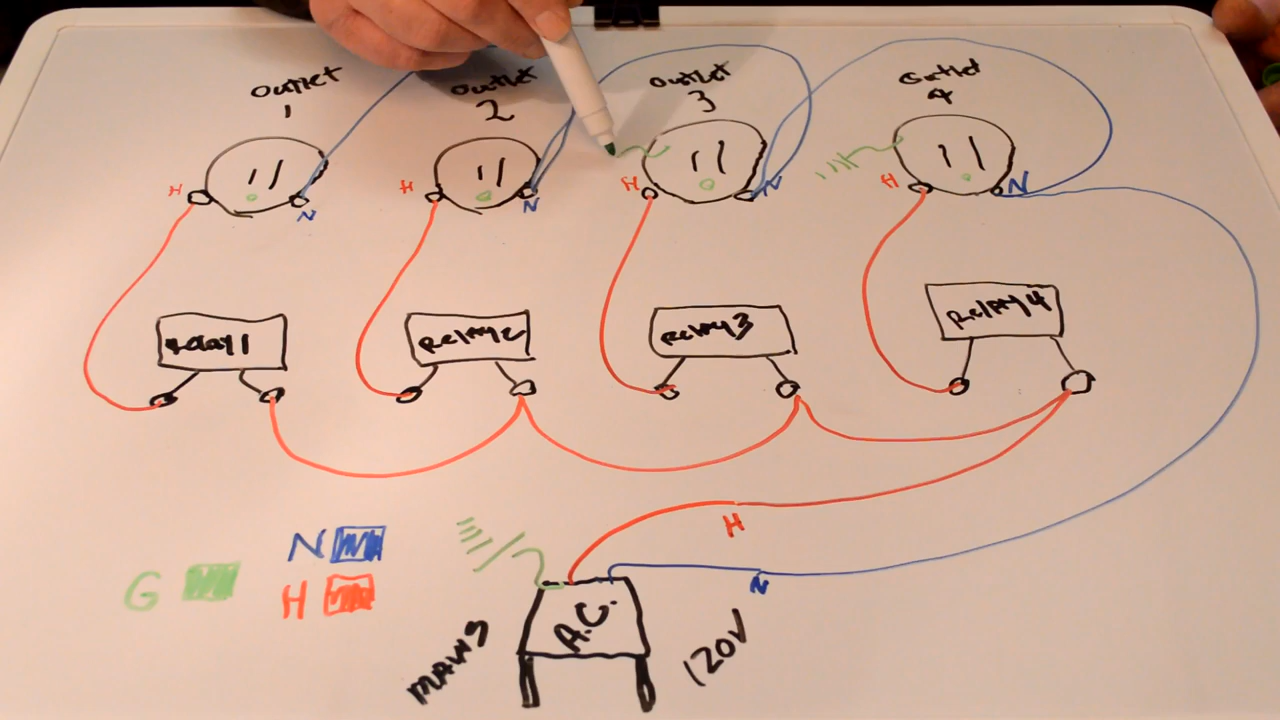 Outlet
1
Outlet
2
Outlet
3
Outlet
4
H
N
H
N
H
N
H
N
Relay1
Relay2
Relay3
Relay4
H
N
G
N
H
A.C.
MAINS
120V